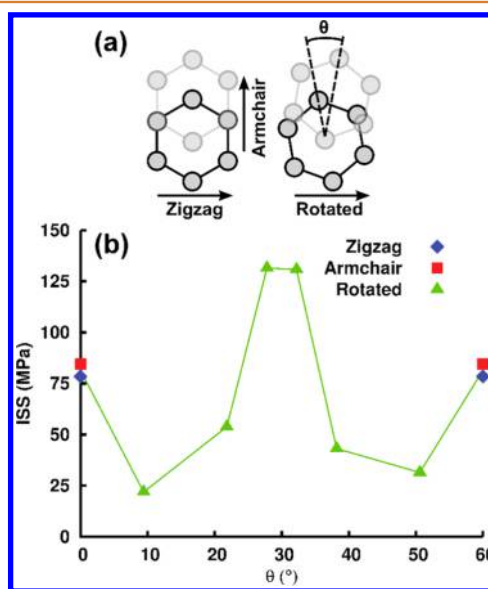 (a)
θ
Armchair
Zigzag
Rotated
(b)
Zigzag
Armchair
Rotated
150
125
100
75
50
25
0
ISS (MPa)
0 10 20 30 40 50 60
θ (°)